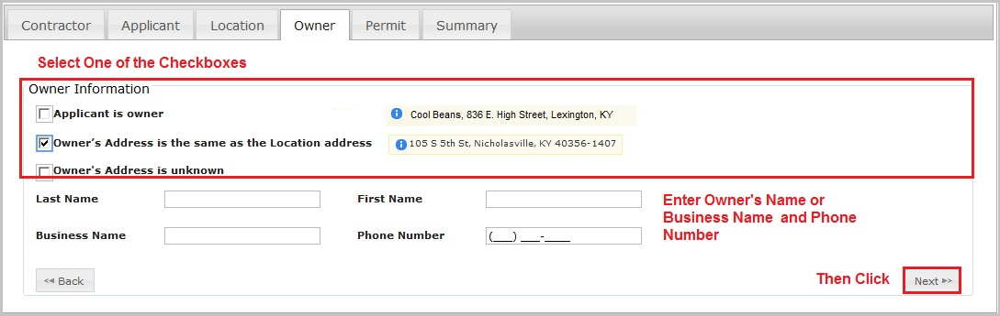 Contractor Applicant Location Owner Permit Summary
Select One of the Checkboxes
Owner Information
Applicant is owner Cool Beans, 836 E. High Street, Lexington, KY
Owner’s Address is the same as the Location address 105 S 5th St, Nicholasville, KY 40356-1407
Owner's Address is unknown
Last Name First Name
Enter Owner's Name or
Business Name and Phone
Number
Business Name Phone Number (___) ___-____
Back Then Click Next